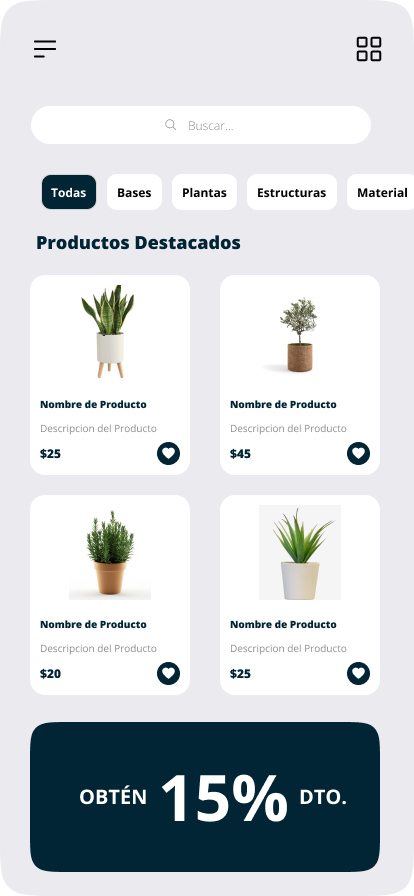 Buscar...
Todas Bases Plantas Estructuras Material
Productos Destacados
Nombre de Producto
Descripcion del Producto
$25
Nombre de Producto
Descripcion del Producto
$45
Nombre de Producto
Descripcion del Producto
$20
Nombre de Producto
Descripcion del Producto
$25
OBTÉN 15% DTO.